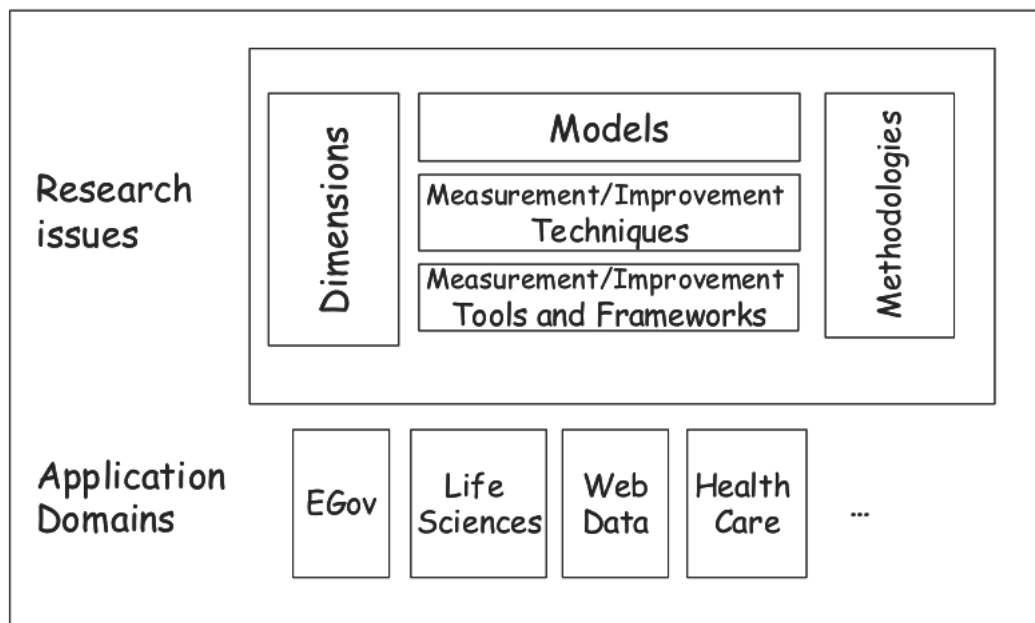 Research
issues
Dimensions
Models
Measurement/Improvement
Techniques
Measurement/Improvement
Tools and Frameworks
Methodologies
Application
Domains
EGov
Life
Sciences
Web
Data
Health
Care
...